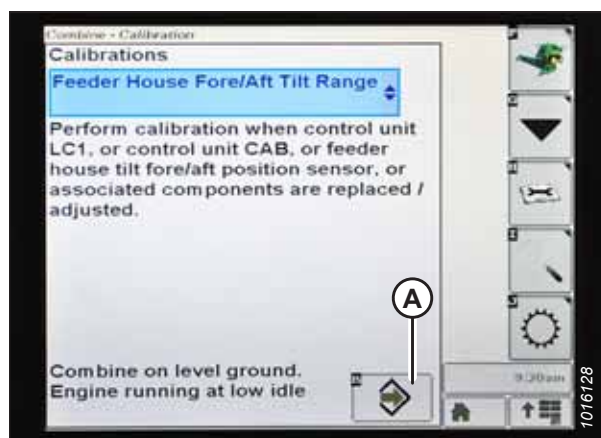 Combine - Calibration
Calibrations
Feeder House Fore/Aft Tilt Range
Perform calibration when control unit
LC1, or control unit CAB, or feeder
house tilt fore/aft position sensor, or
associated components are replaced /
adjusted.
A
Combine on level ground.
Engine running at low idle
9:20am
1016128